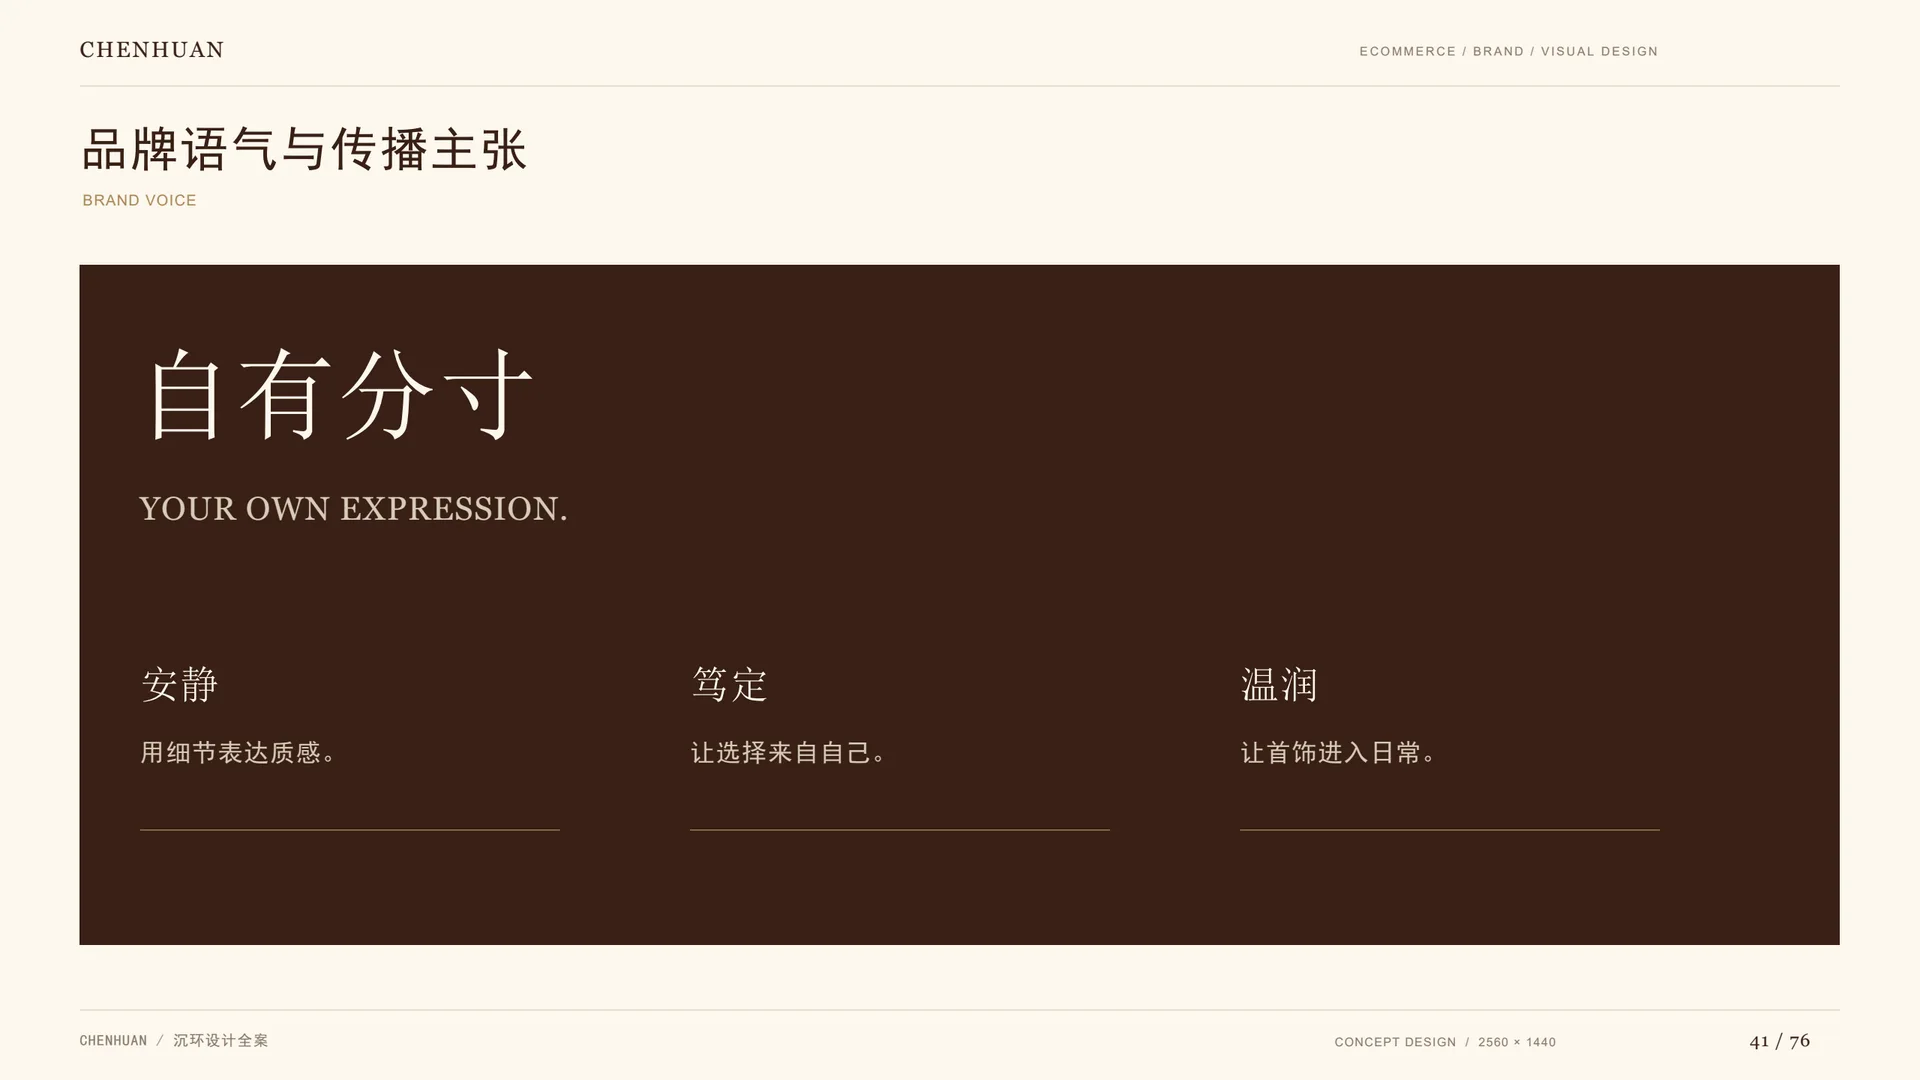 CHENHUAN
ECOMMERCE / BRAND / VISUAL DESIGN
品牌语气与传播主张
BRAND VOICE
自有分寸
YOUR OWN EXPRESSION.
安静
用细节表达质感。
笃定
让选择来自自己。
温润
让首饰进入日常。
CHENHUAN / 沉环设计全案
CONCEPT DESIGN / 2560 × 1440
41 / 76